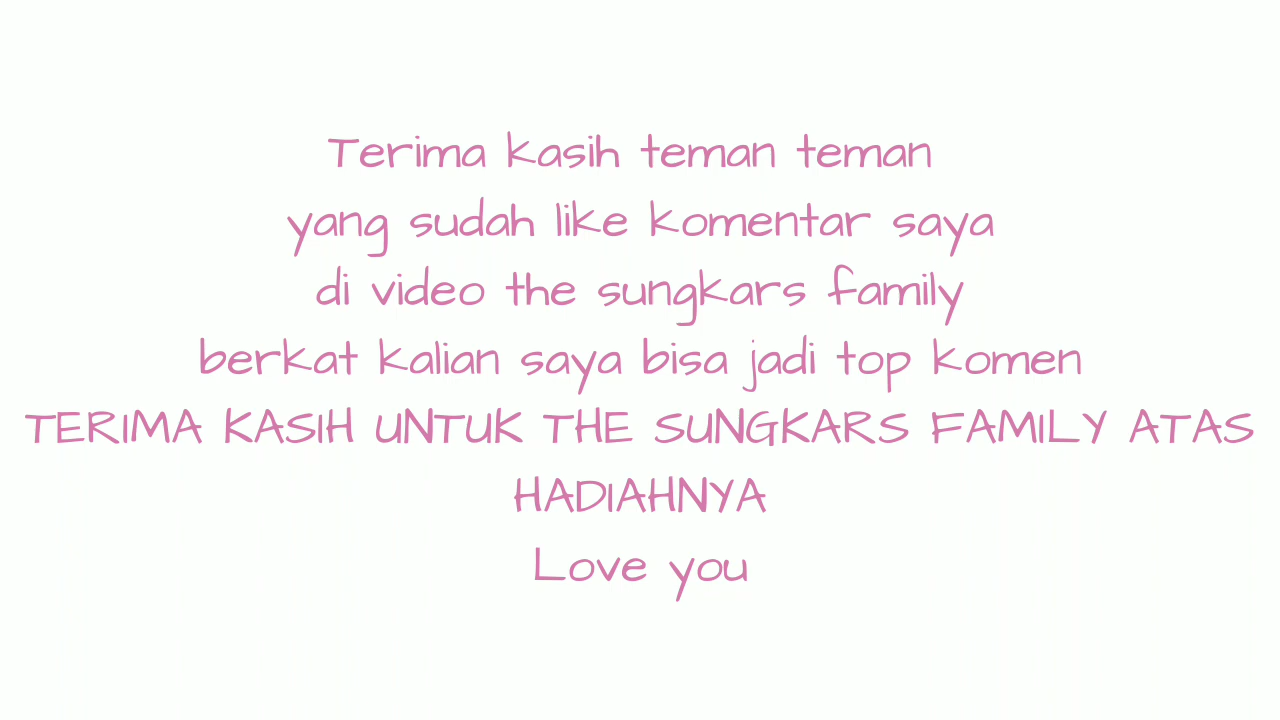 Terima kasih teman teman
yang sudah like komentar saya
di video the sungkars family
berkat kalian saya bisa jadi top komen
TERIMA KASIH UNTUK THE SUNGKARS FAMILY ATAS
HADIAHNYA
Love you